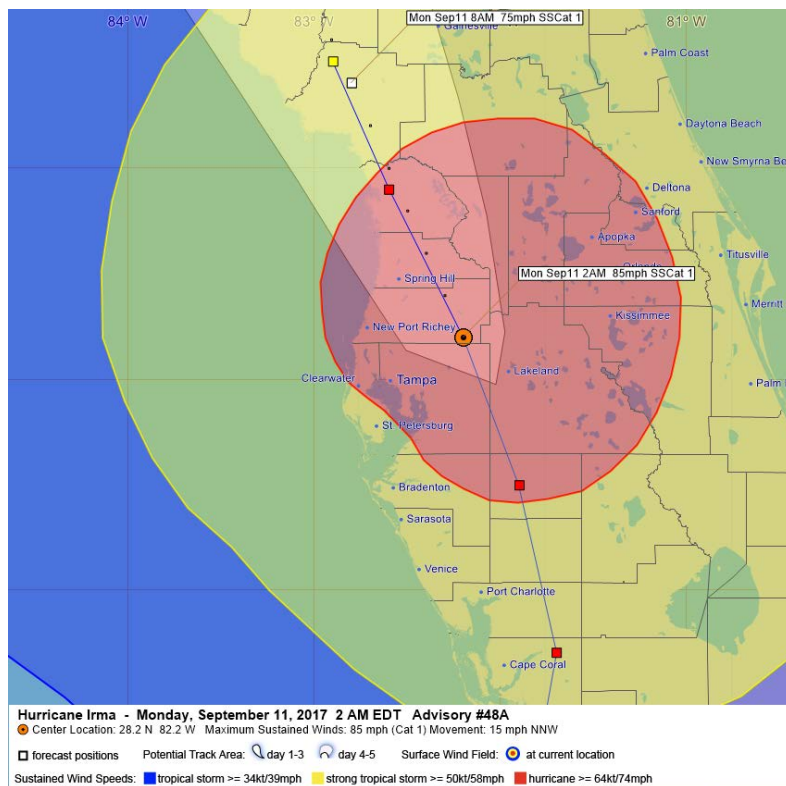 84° W
83° W
Mon Sep11 8AM 75mph SSCat 1
Gainesville
81° W
Palm Coast
Daytona Beach
New Smyrna Be
Deltona
Sanford
Apopka
Orlando
Titusville
Mon Sep11 2AM 85mph SSCat 1
Spring Hill
Merritt
Kissimmee
New Port Richey
Lakeland
Clearwater
Tampa
Palm
St. Petersburg
Bradenton
Sarasota
Venice
Port Charlotte
Cape Coral
Hurricane Irma - Monday, September 11, 2017 2 AM EDT Advisory #48A
Center Location: 28.2 N 82.2 W Maximum Sustained Winds: 85 mph (Cat 1) Movement: 15 mph NNW
forecast positions Potential Track Area: day 1-3 day 4-5 Surface Wind Field: at current location
Sustained Wind Speeds: tropical storm >= 34kt/39mph strong tropical storm >= 50kt/58mph hurricane >= 64kt/74mph